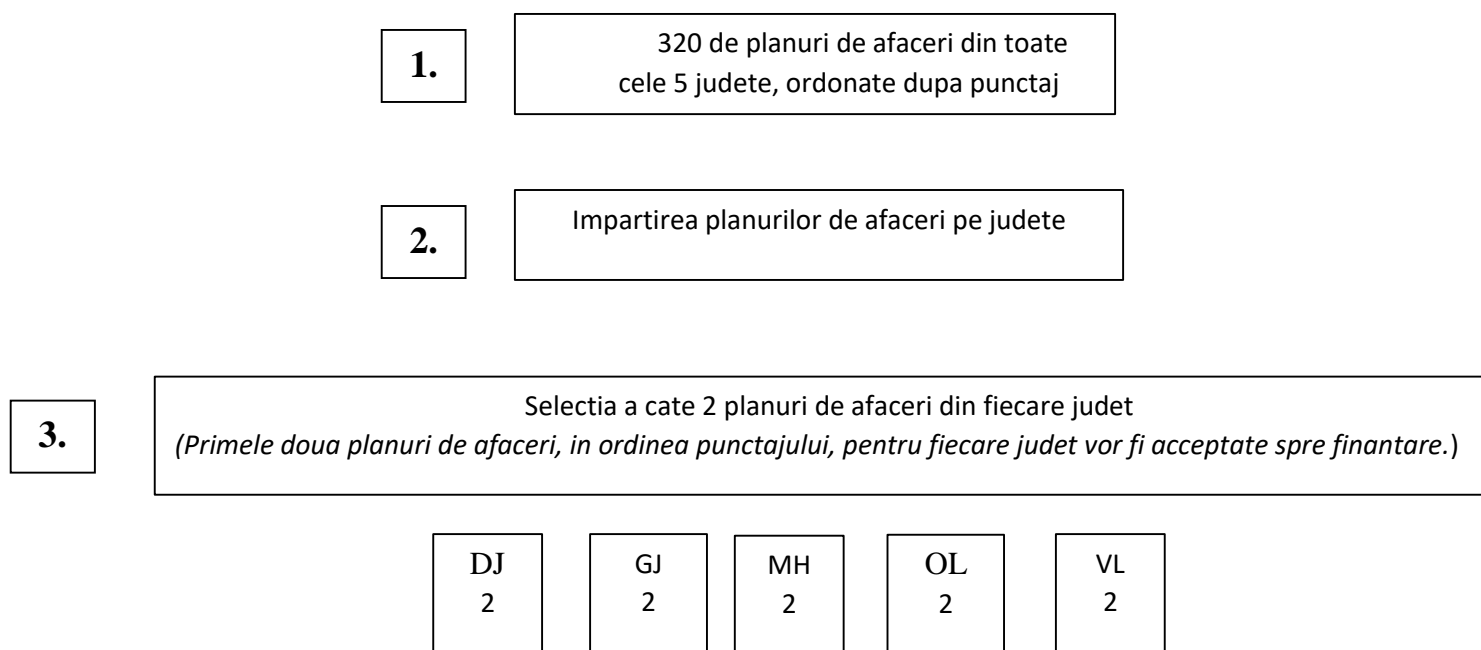 1.
320 de planuri de afaceri din toate
cele 5 judete, ordonate dupa punctaj
2.
Impartirea planurilor de afaceri pe judete
3.
Selectia a cate 2 planuri de afaceri din fiecare judet
(Primele doua planuri de afaceri, in ordinea punctajului, pentru fiecare judet vor fi acceptate spre finantare.)
DJ
2
GJ
2
MH
2
OL
2
VL
2